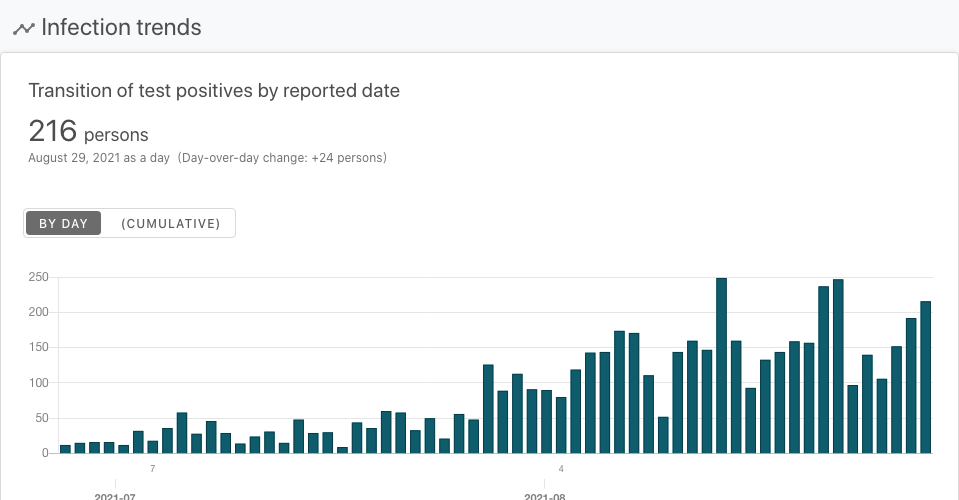 Infection trends
Transition of test positives by reported date
216 persons
August 29, 2021 as a day (Day-over-day change: +24 persons)
BY DAY (CUMULATIVE)
250
200
150
100
50
0
7 4
2021-07 2021-08